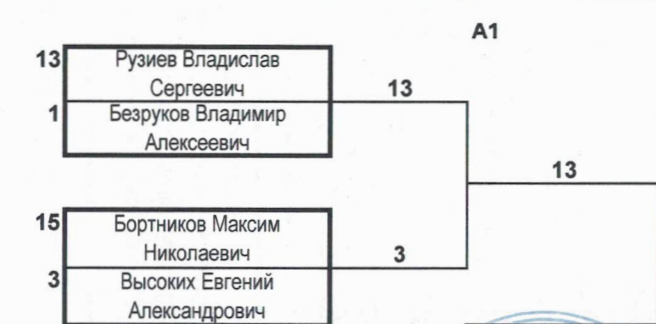 A1
13
Рузиев Владислав
Сергеевич
13
1
Безруков Владимир
Алексеевич
13
15
Бортников Максим
Николаевич
3
3
Высоких Евгений
Александрович